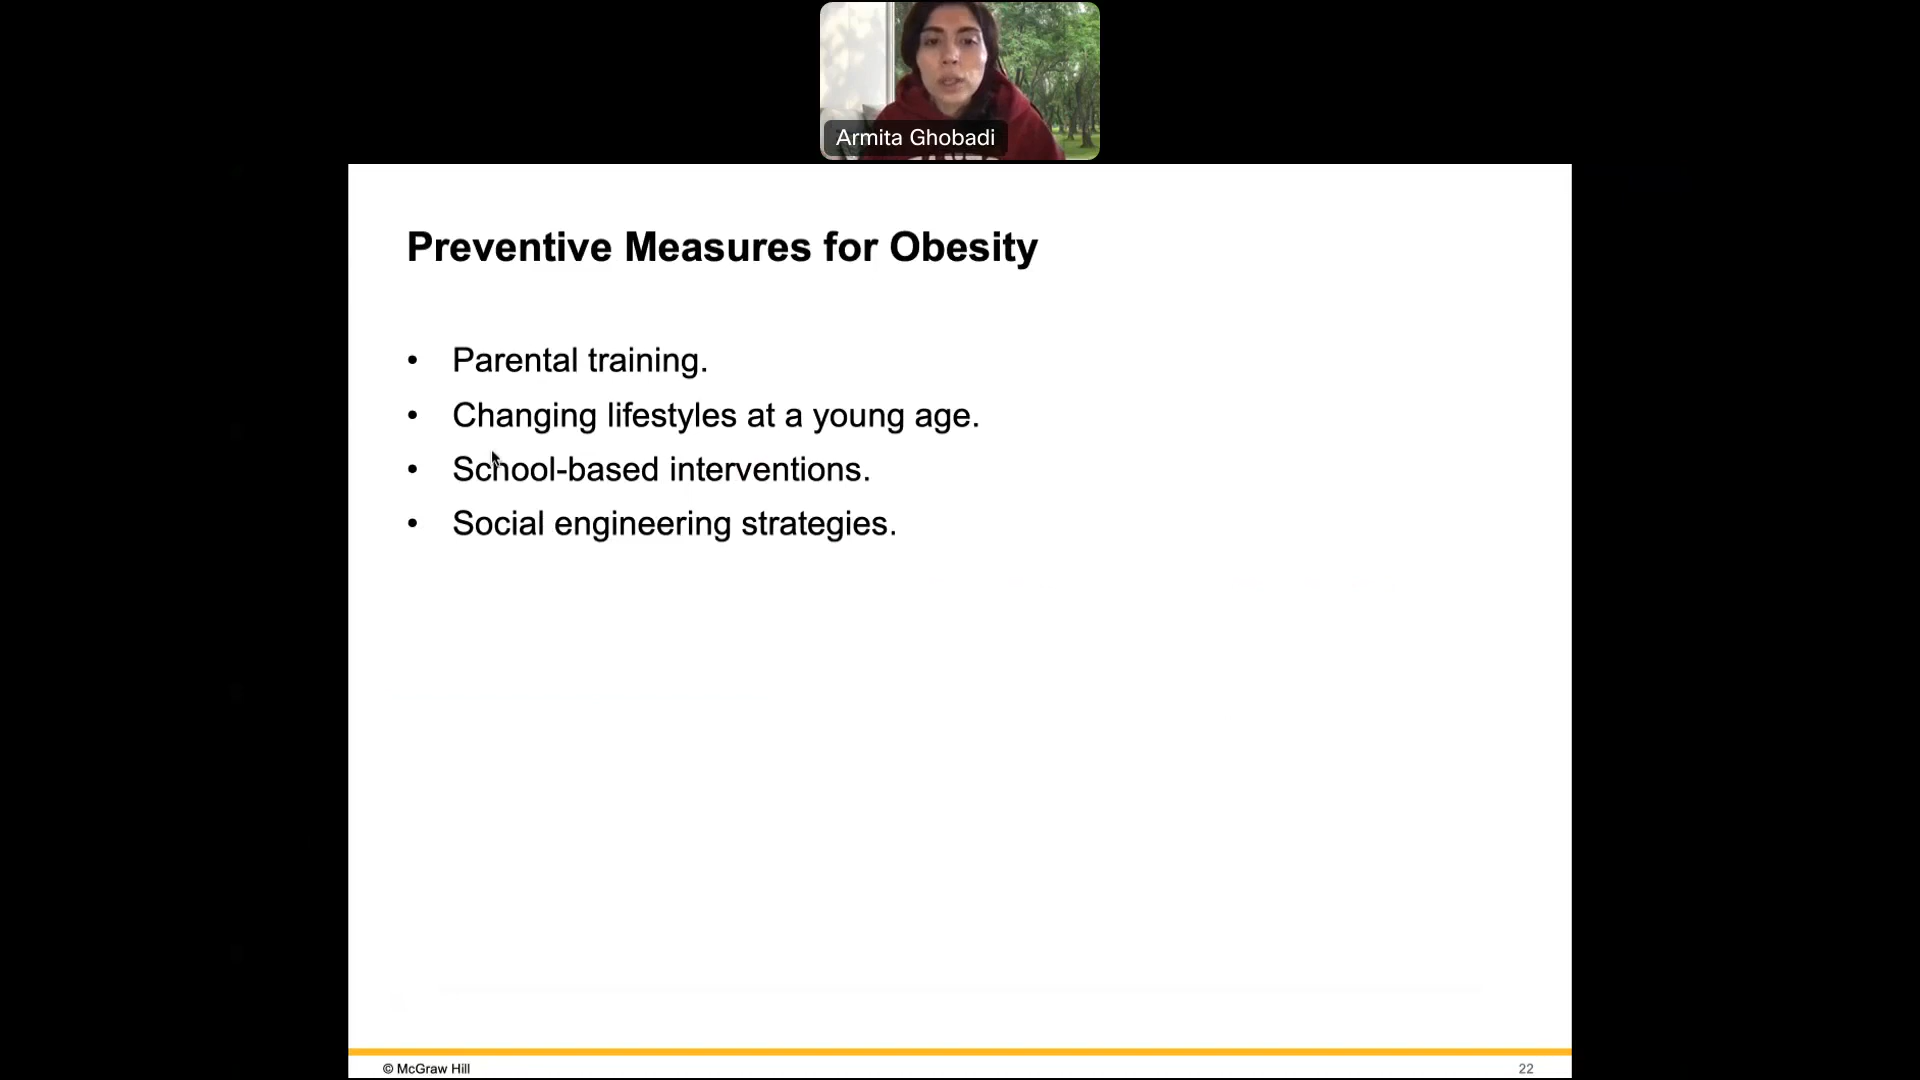 Armita Ghobadi
Preventive Measures for Obesity
• Parental training.
• Changing lifestyles at a young age.
• School-based interventions.
• Social engineering strategies.
© McGraw Hill
22